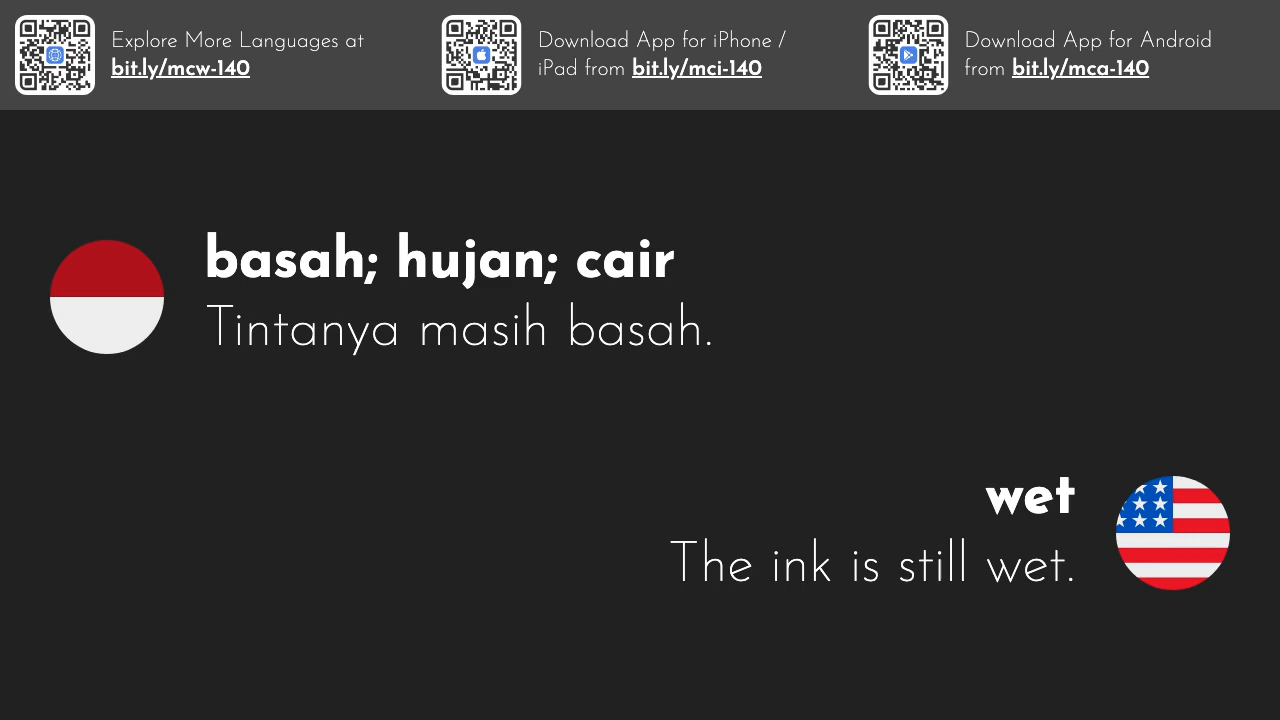 Explore More Languages at
bit.ly/mcw-140
Download App for iPhone /
iPad from bit.ly/mci-140
Download App for Android
from bit.ly/mca-140
basah; hujan; cair
Tintanya masih basah.
wet
The ink is still wet.